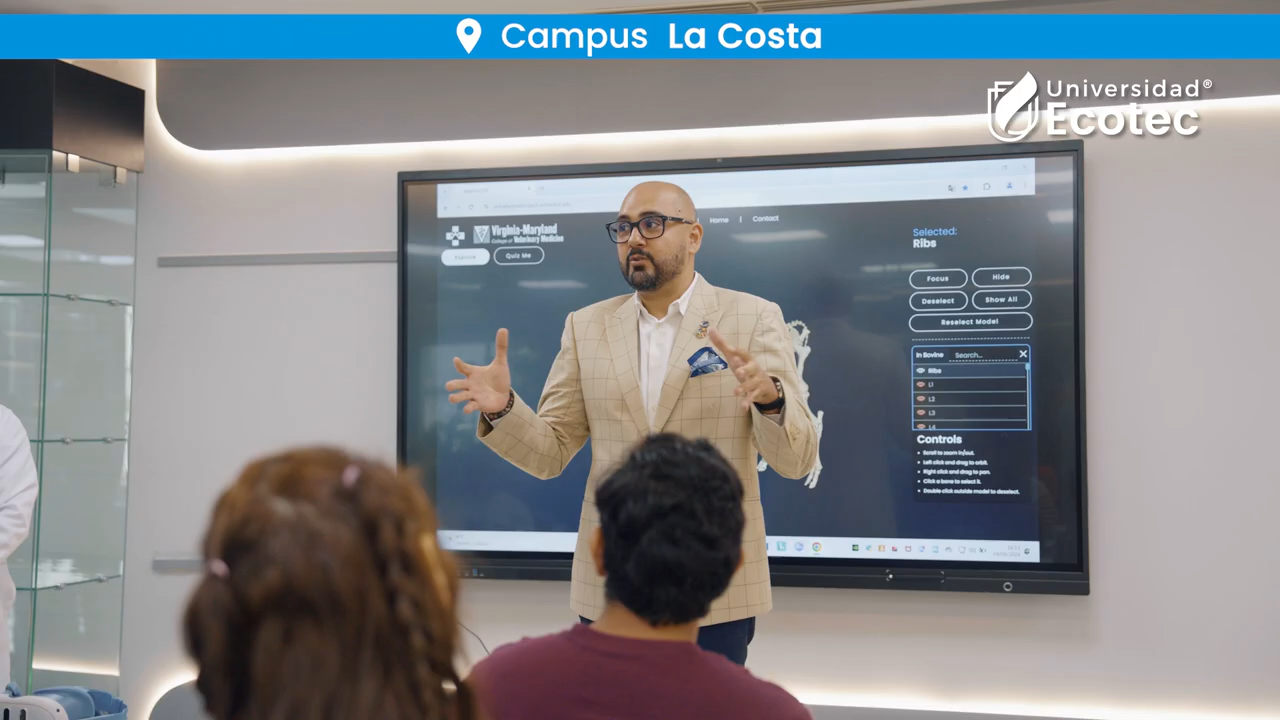 Campus La Costa
Universidad®
Ecotec
Virginia-Maryland
College of Veterinary Medicine
Home | Contact
Explore
Quiz Me
Selected:
Ribs
Focus
Hide
Deselect
Show All
Reselect Model
In Bovine
Search...
Ribs
L1
L2
L3
L4
Controls
• Scroll to zoom in/out.
• Left click and drag to orbit.
• Right click and drag to pan.
• Click a bone to select it.
• Double click outside model to deselect.